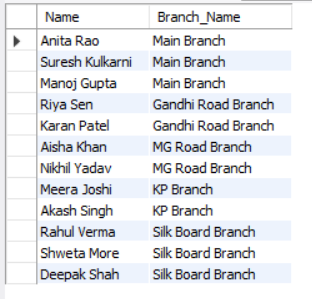 Name Branch_Name
Anita Rao Main Branch
Suresh Kulkarni Main Branch
Manoj Gupta Main Branch
Riya Sen Gandhi Road Branch
Karan Patel Gandhi Road Branch
Aisha Khan MG Road Branch
Nikhil Yadav MG Road Branch
Meera Joshi KP Branch
Akash Singh KP Branch
Rahul Verma Silk Board Branch
Shweta More Silk Board Branch
Deepak Shah Silk Board Branch